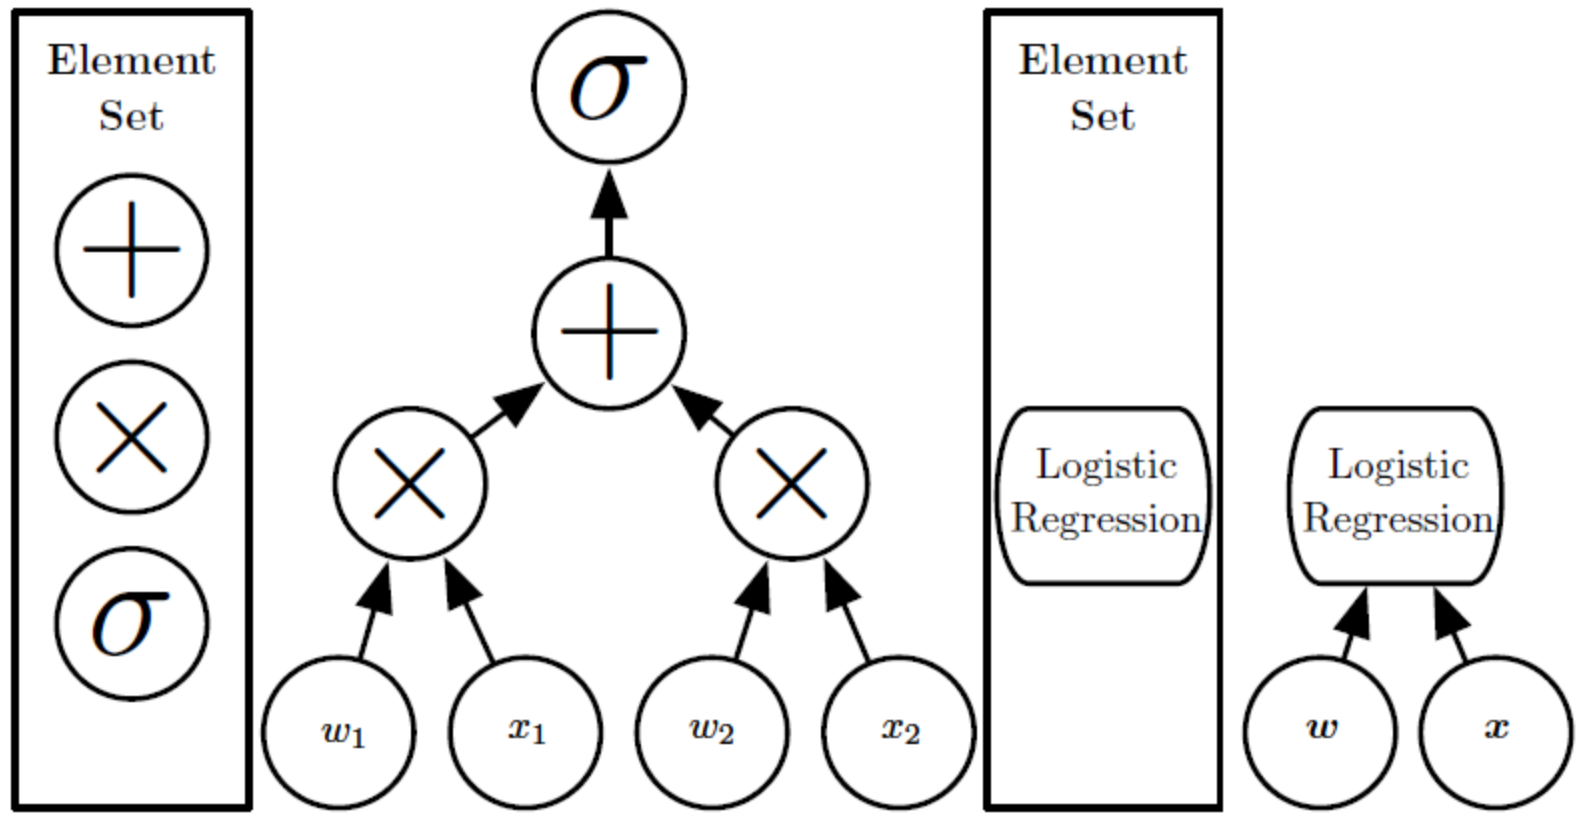 Element
Set
+
×
σ
σ
+
× ×
w₁ x₁ w₂ x₂
Element
Set
Logistic
Regression
Logistic
Regression
w x